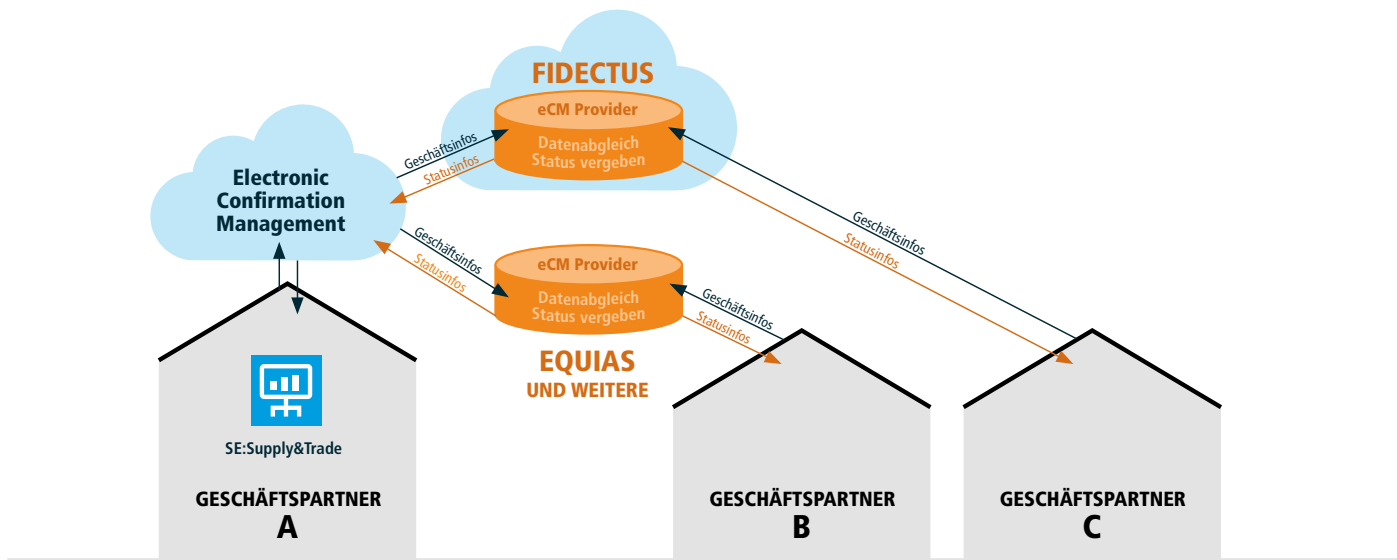 FIDECTUS
eCM Provider
Datenabgleich
Status vergeben
Geschäftsinfos
Statusinfos
Electronic
Confirmation
Management
Geschäftsinfos
Statusinfos
Geschäftsinfos
Statusinfos
eCM Provider
Datenabgleich
Status vergeben
Geschäftsinfos
Statusinfos
EQUIAS
UND WEITERE
SE:Supply&Trade
GESCHÄFTSPARTNER
A
GESCHÄFTSPARTNER
B
GESCHÄFTSPARTNER
C